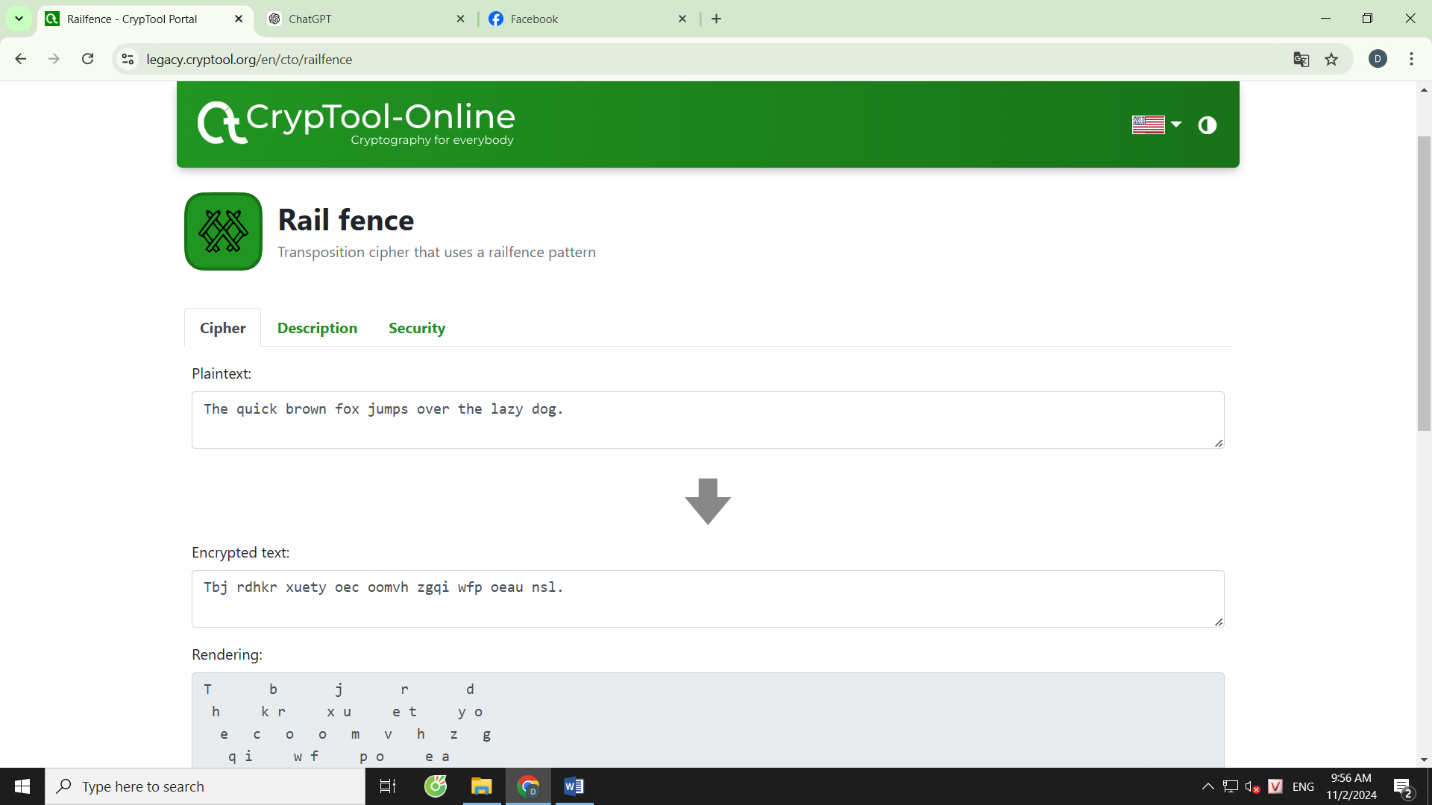 Railfence - CrypTool Portal
ChatGPT
Facebook
legacy.cryptool.org/en/cto/railfence
D
CrypTool-Online
Cryptography for everybody
Rail fence
Transposition cipher that uses a railfence pattern
Cipher Description Security
Plaintext:
The quick brown fox jumps over the lazy dog.
Encrypted text:
Tbj rdhkr xuety oec oomvh zgqi wfp oeau nsl.
Rendering:
T       b       j       r       d
 h     k r     x u     e t     y o
  e   c   o   o   m   v   h   z   g
   q i     w f     p o     e a
Type here to search
ENG
9:56 AM
11/2/2024
2